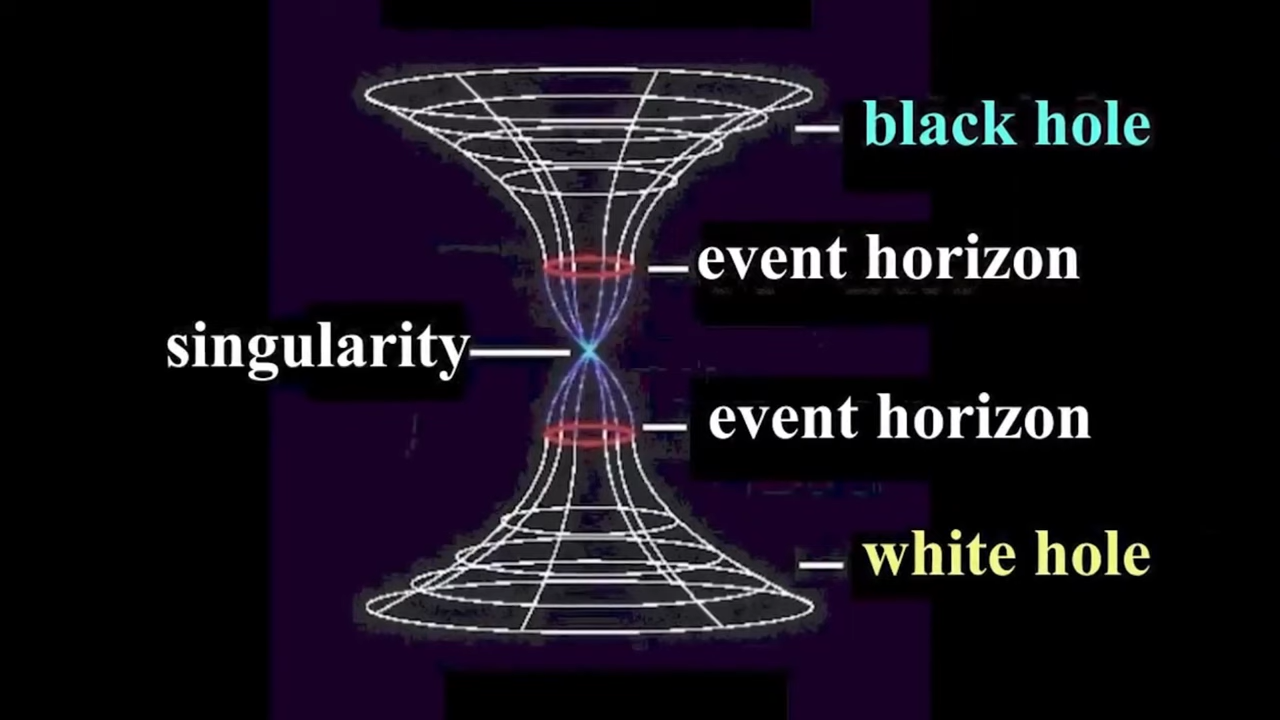 black hole
event horizon
singularity
event horizon
white hole